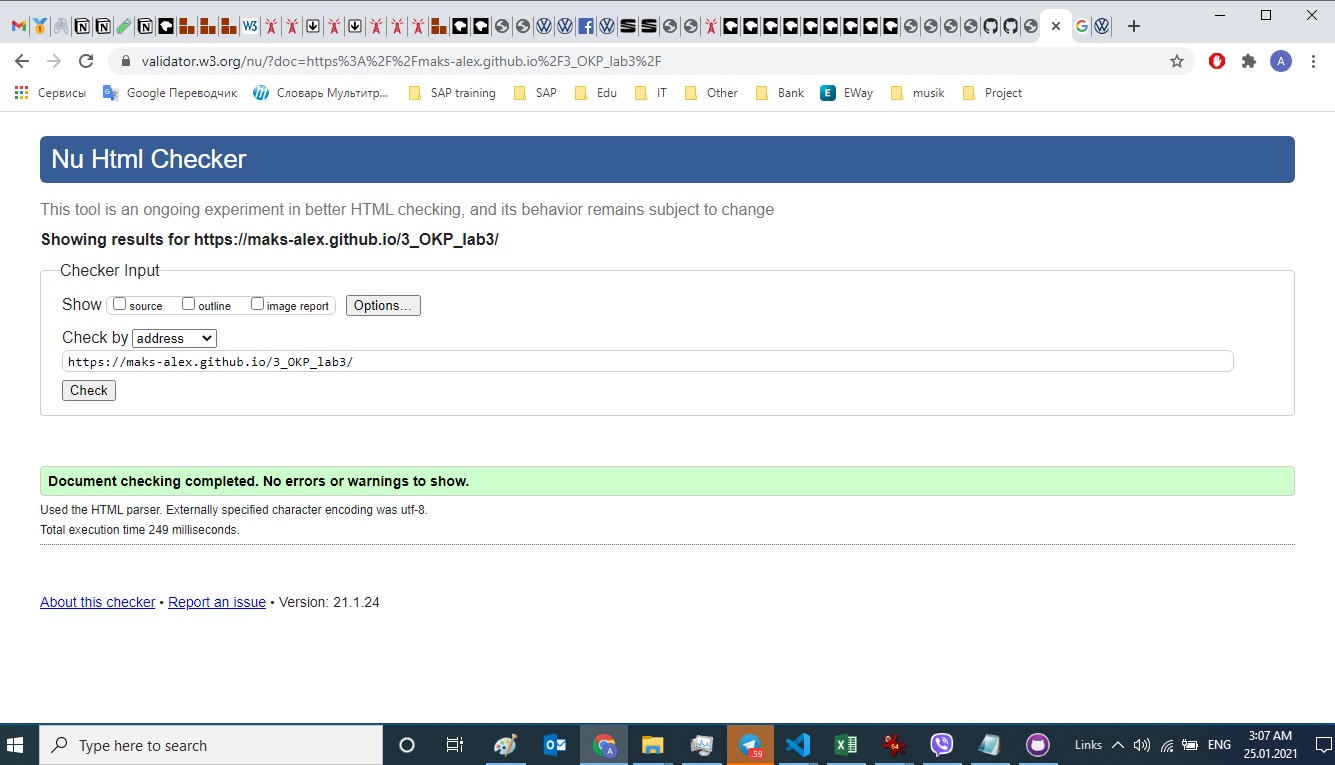 W3
validator.w3.org/nu/?doc=https%3A%2F%2Fmaks-alex.github.io%2F3_OKP_lab3%2F
A
Сервисы Google Переводчик Словарь Мультитр... SAP training SAP Edu IT Other Bank E EWay musik Project
Nu Html Checker
This tool is an ongoing experiment in better HTML checking, and its behavior remains subject to change
Showing results for https://maks-alex.github.io/3_OKP_lab3/
Checker Input
Show source outline image report Options...
Check by address
https://maks-alex.github.io/3_OKP_lab3/
Check
Document checking completed. No errors or warnings to show.
Used the HTML parser. Externally specified character encoding was utf-8.
Total execution time 249 milliseconds.
About this checker • Report an issue • Version: 21.1.24
Type here to search
59
64
Links
ENG
3:07 AM
25.01.2021